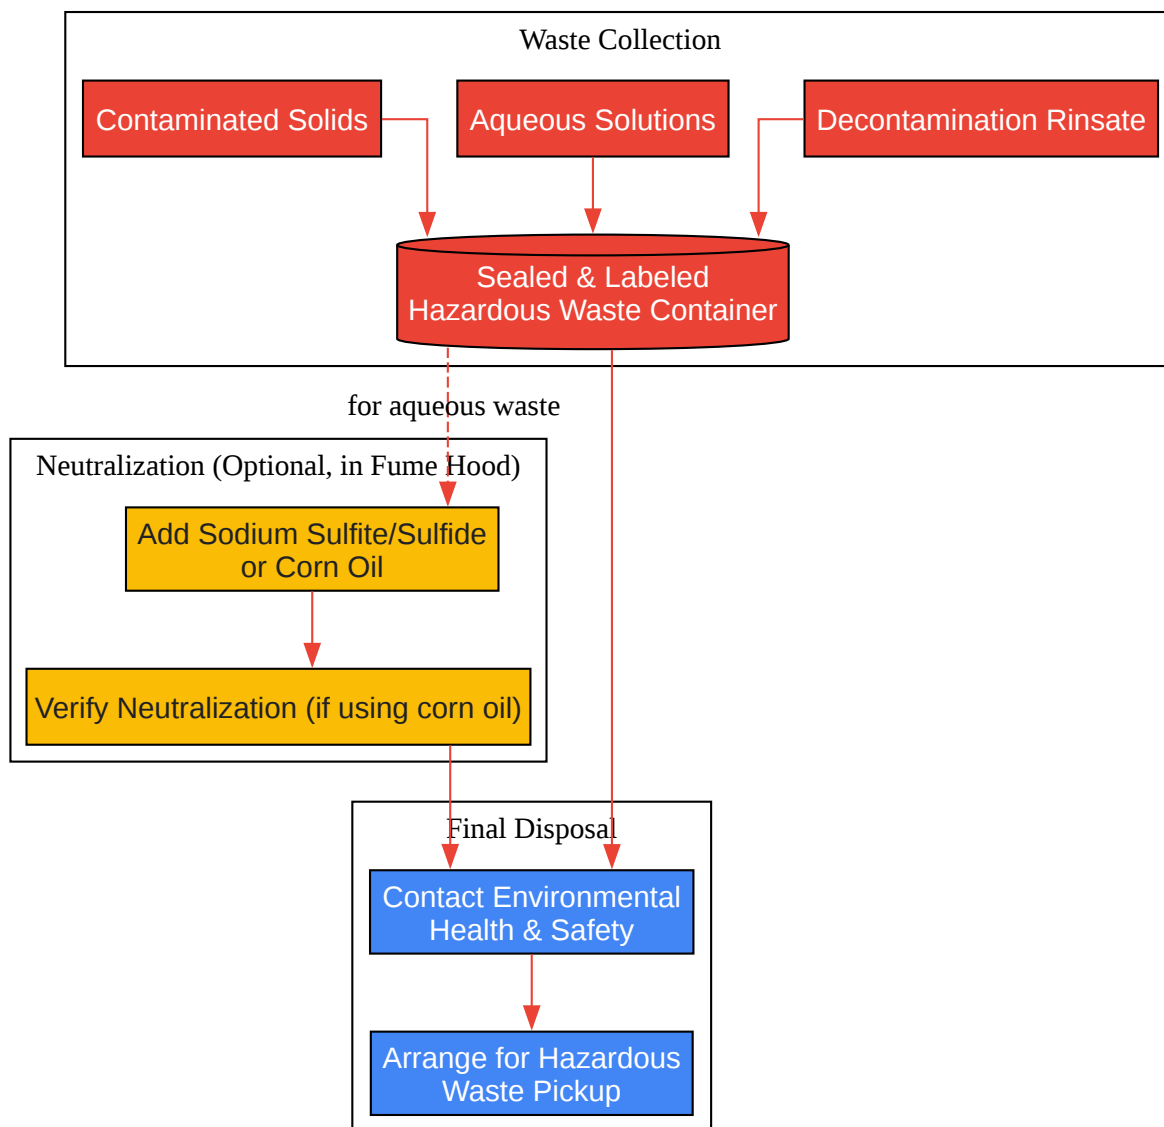 Waste Collection
Contaminated Solids
Aqueous Solutions
Decontamination Rinsate
Sealed & Labeled
Hazardous Waste Container
for aqueous waste
Neutralization (Optional, in Fume Hood)
Add Sodium Sulfite/Sulfide
or Corn Oil
Verify Neutralization (if using corn oil)
Final Disposal
Contact Environmental
Health & Safety
Arrange for Hazardous
Waste Pickup